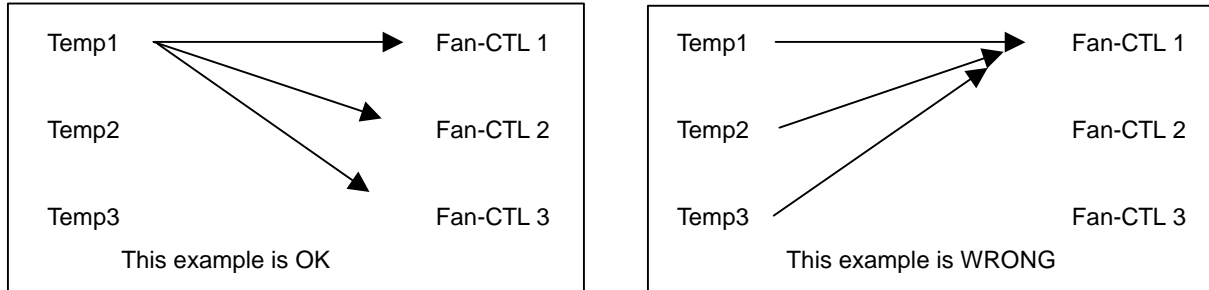 Temp1 Fan-CTL 1
Temp2 Fan-CTL 2
Temp3 Fan-CTL 3
This example is OK
Temp1 Fan-CTL 1
Temp2 Fan-CTL 2
Temp3 Fan-CTL 3
This example is WRONG